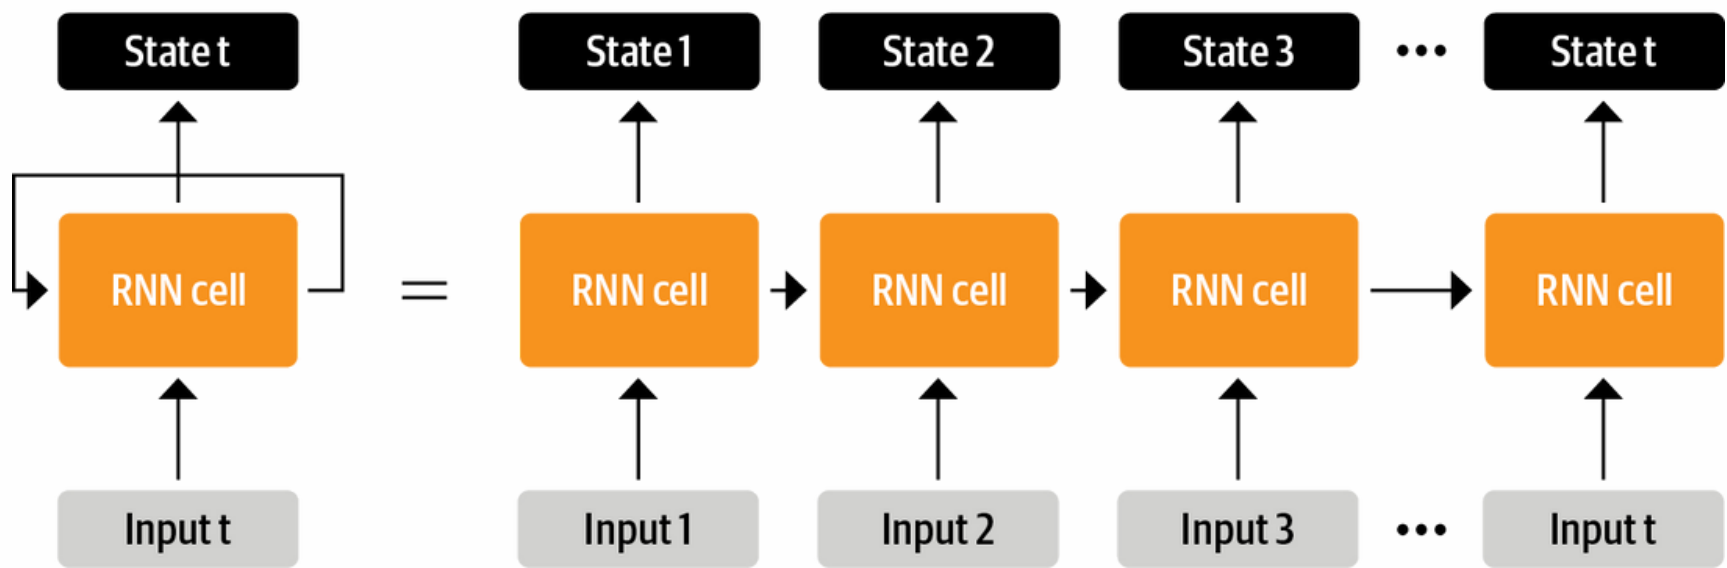 State t
State 1
State 2
State 3
•••
State t
RNN cell
=
RNN cell
RNN cell
RNN cell
RNN cell
Input t
Input 1
Input 2
Input 3
•••
Input t